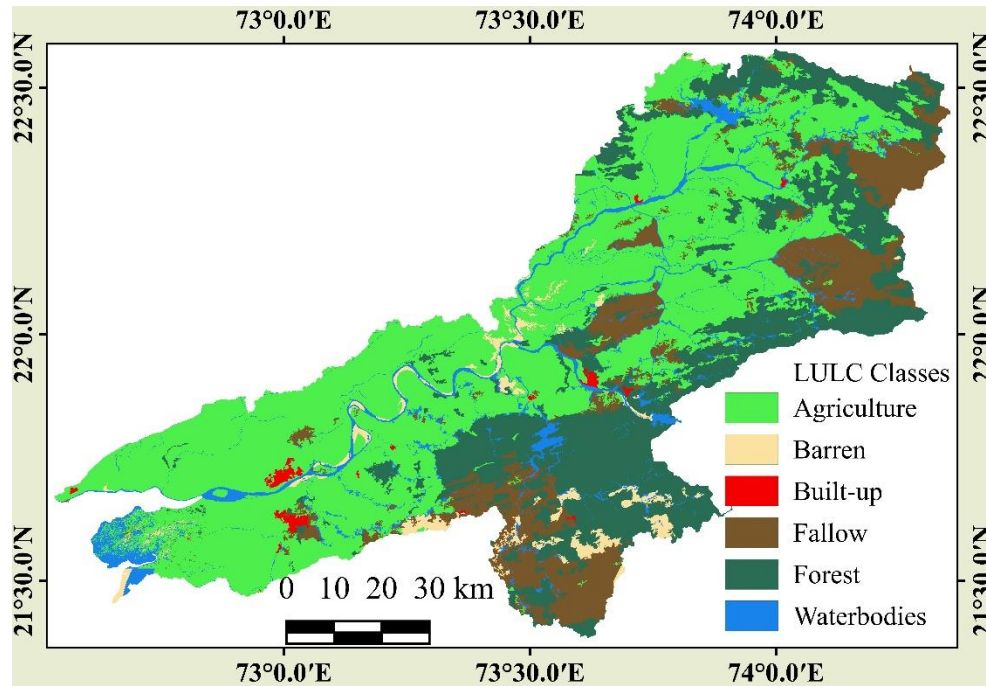 73°0.0'E 73°30.0'E 74°0.0'E
22°30.0'N 22°30.0'N
22°0.0'N 22°0.0'N
LULC Classes
Agriculture
Barren
Built-up
Fallow
Forest
Waterbodies
21°30.0'N 21°30.0'N
0 10 20 30 km
73°0.0'E 73°30.0'E 74°0.0'E